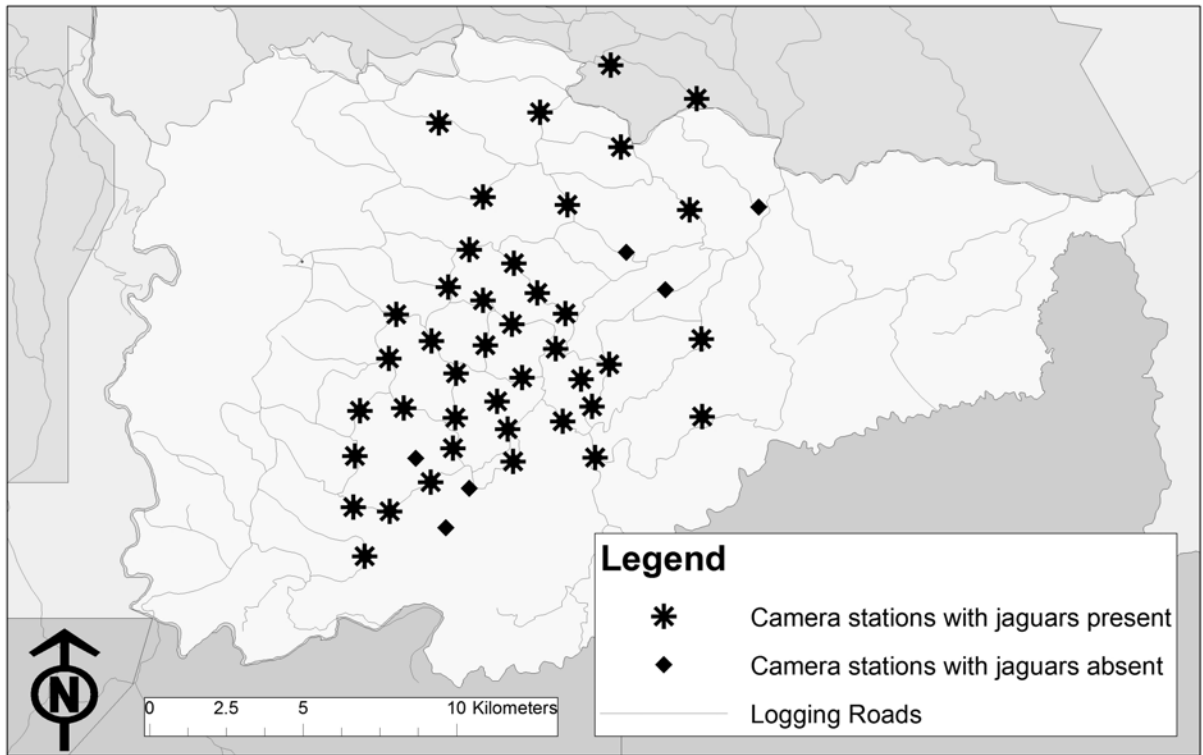 Legend
Camera stations with jaguars present
Camera stations with jaguars absent
Logging Roads
N
0 2.5 5 10 Kilometers